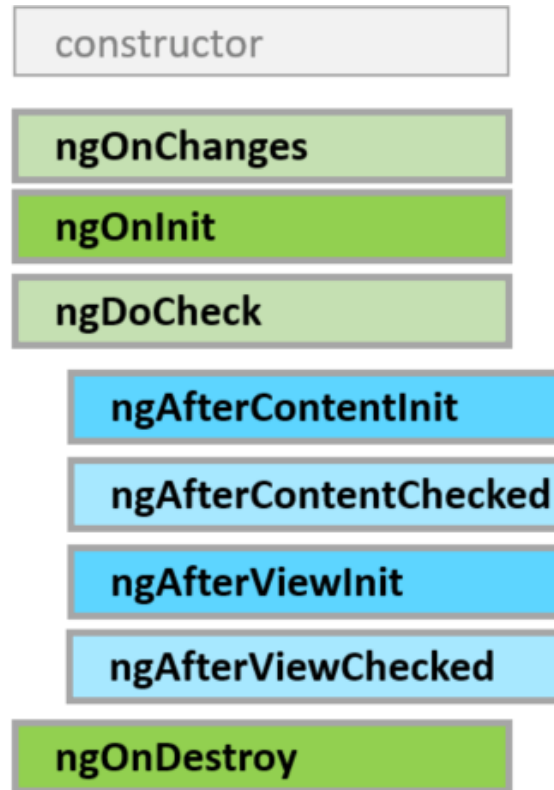 constructor
ngOnChanges
ngOnInit
ngDoCheck
ngAfterContentInit
ngAfterContentChecked
ngAfterViewInit
ngAfterViewChecked
ngOnDestroy